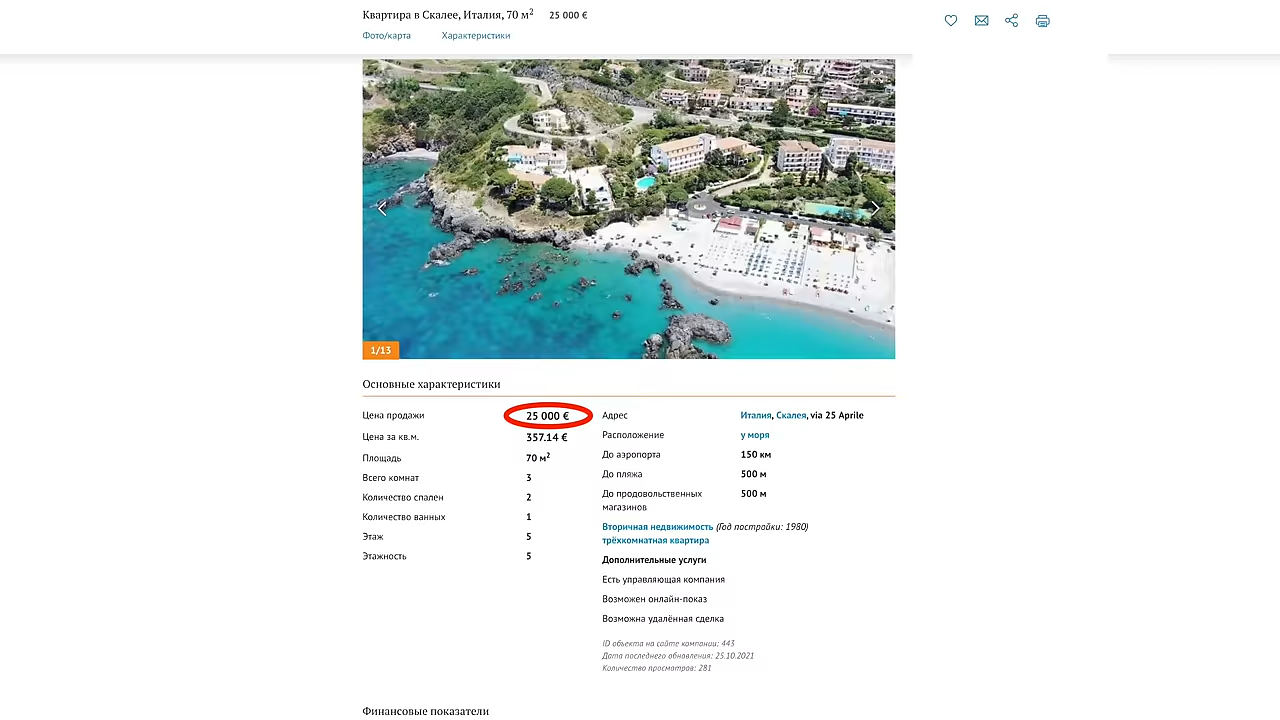 Квартира в Скалее, Италия, 70 м² 25 000 €
Фото/карта Характеристики
1/13
Основные характеристики
Цена продажи 25 000 €
Цена за кв.м. 357.14 €
Площадь 70 м²
Всего комнат 3
Количество спален 2
Количество ванных 1
Этаж 5
Этажность 5
Адрес Италия, Скалея, via 25 Aprile
Расположение у моря
До аэропорта 150 км
До пляжа 500 м
До продовольственных 500 м
магазинов
Вторичная недвижимость (Год постройки: 1980)
трёхкомнатная квартира
Дополнительные услуги
Есть управляющая компания
Возможен онлайн-показ
Возможна удалённая сделка
ID объекта на сайте компании: 443
Дата последнего обновления: 25.10.2021
Количество просмотров: 281
Финансовые показатели